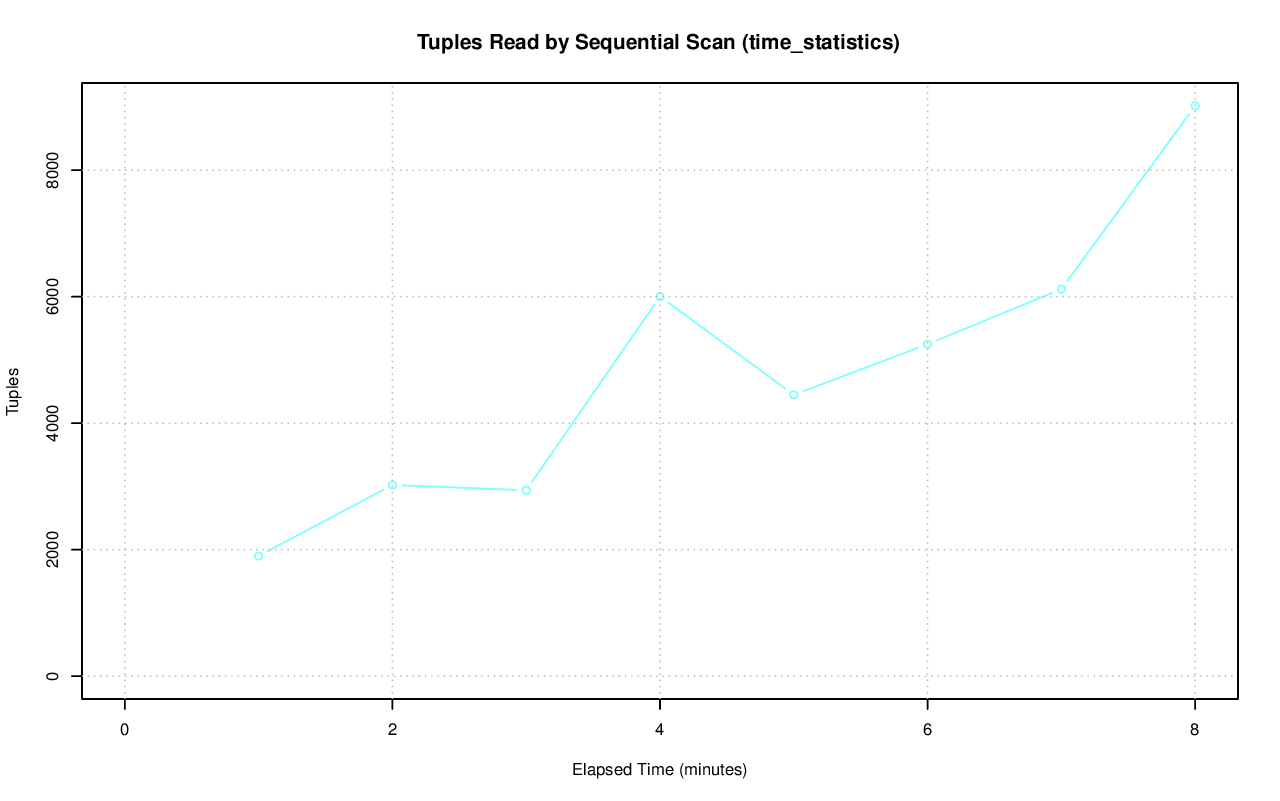 Tuples Read by Sequential Scan (time_statistics)
Tuples
8000
6000
4000
2000
0
0 2 4 6 8
Elapsed Time (minutes)